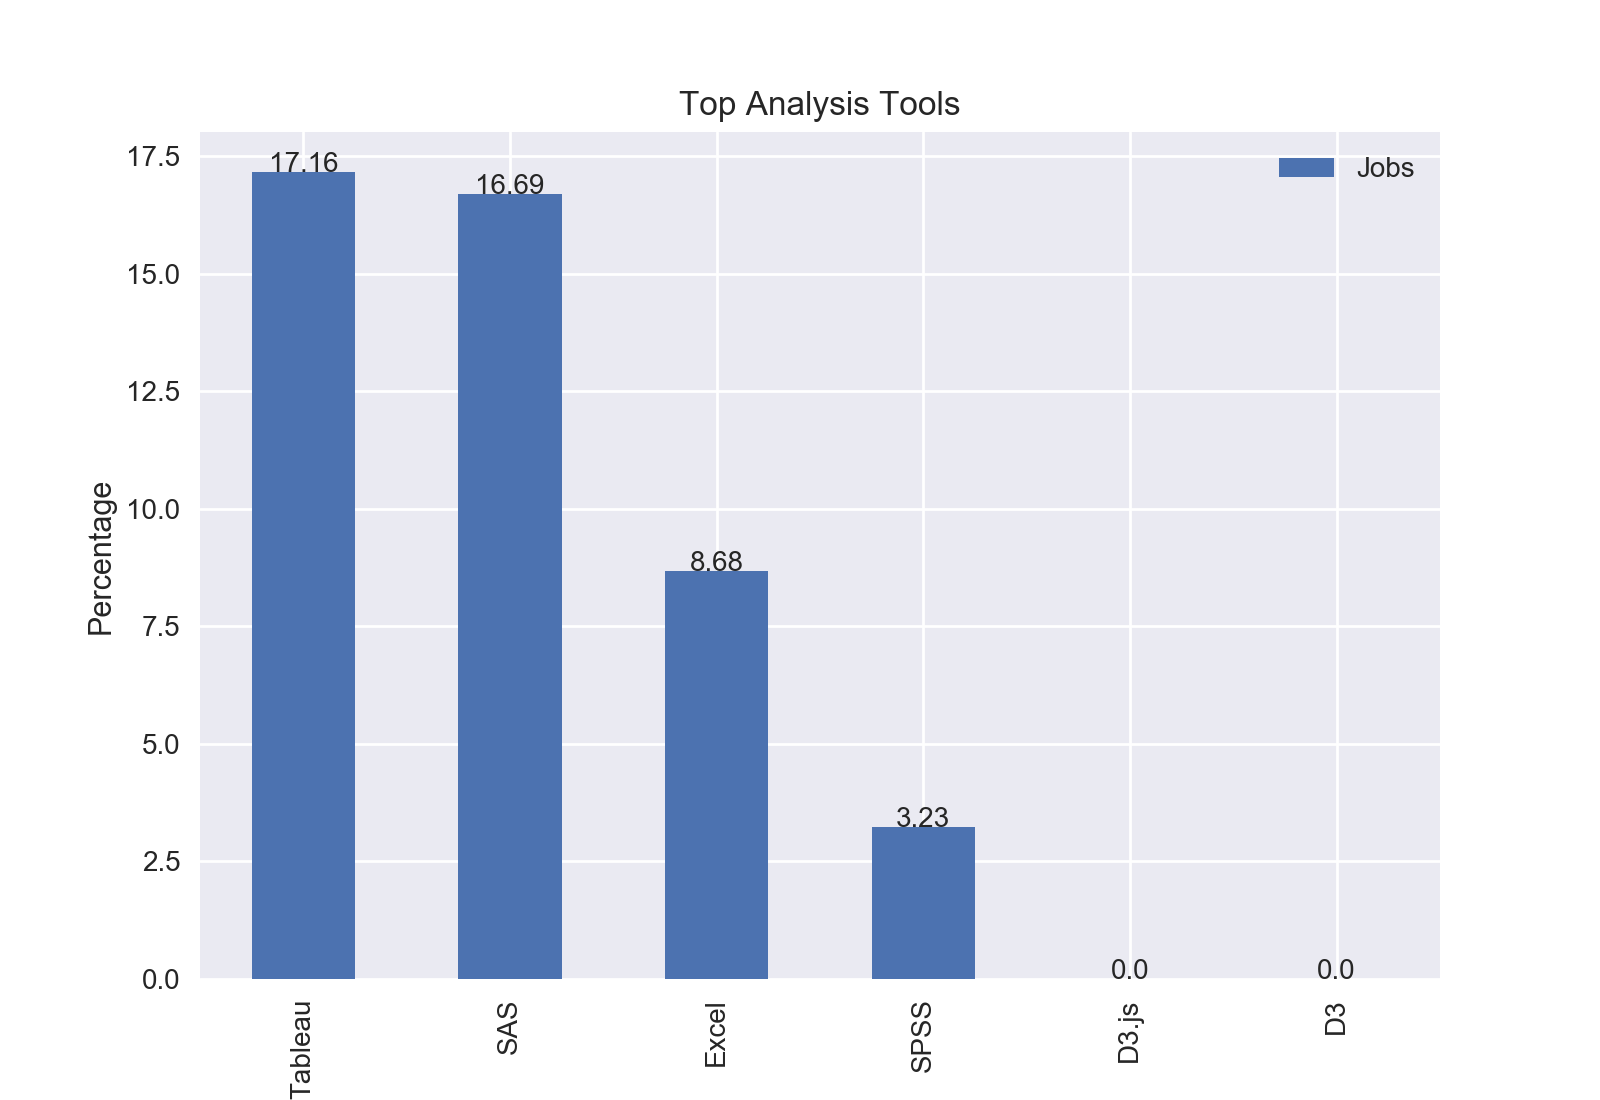 Top Analysis Tools
Jobs
Percentage
17.5
15.0
12.5
10.0
7.5
5.0
2.5
0.0
17.16
16.69
8.68
3.23
0.0
0.0
Tableau
SAS
Excel
SPSS
D3.js
D3